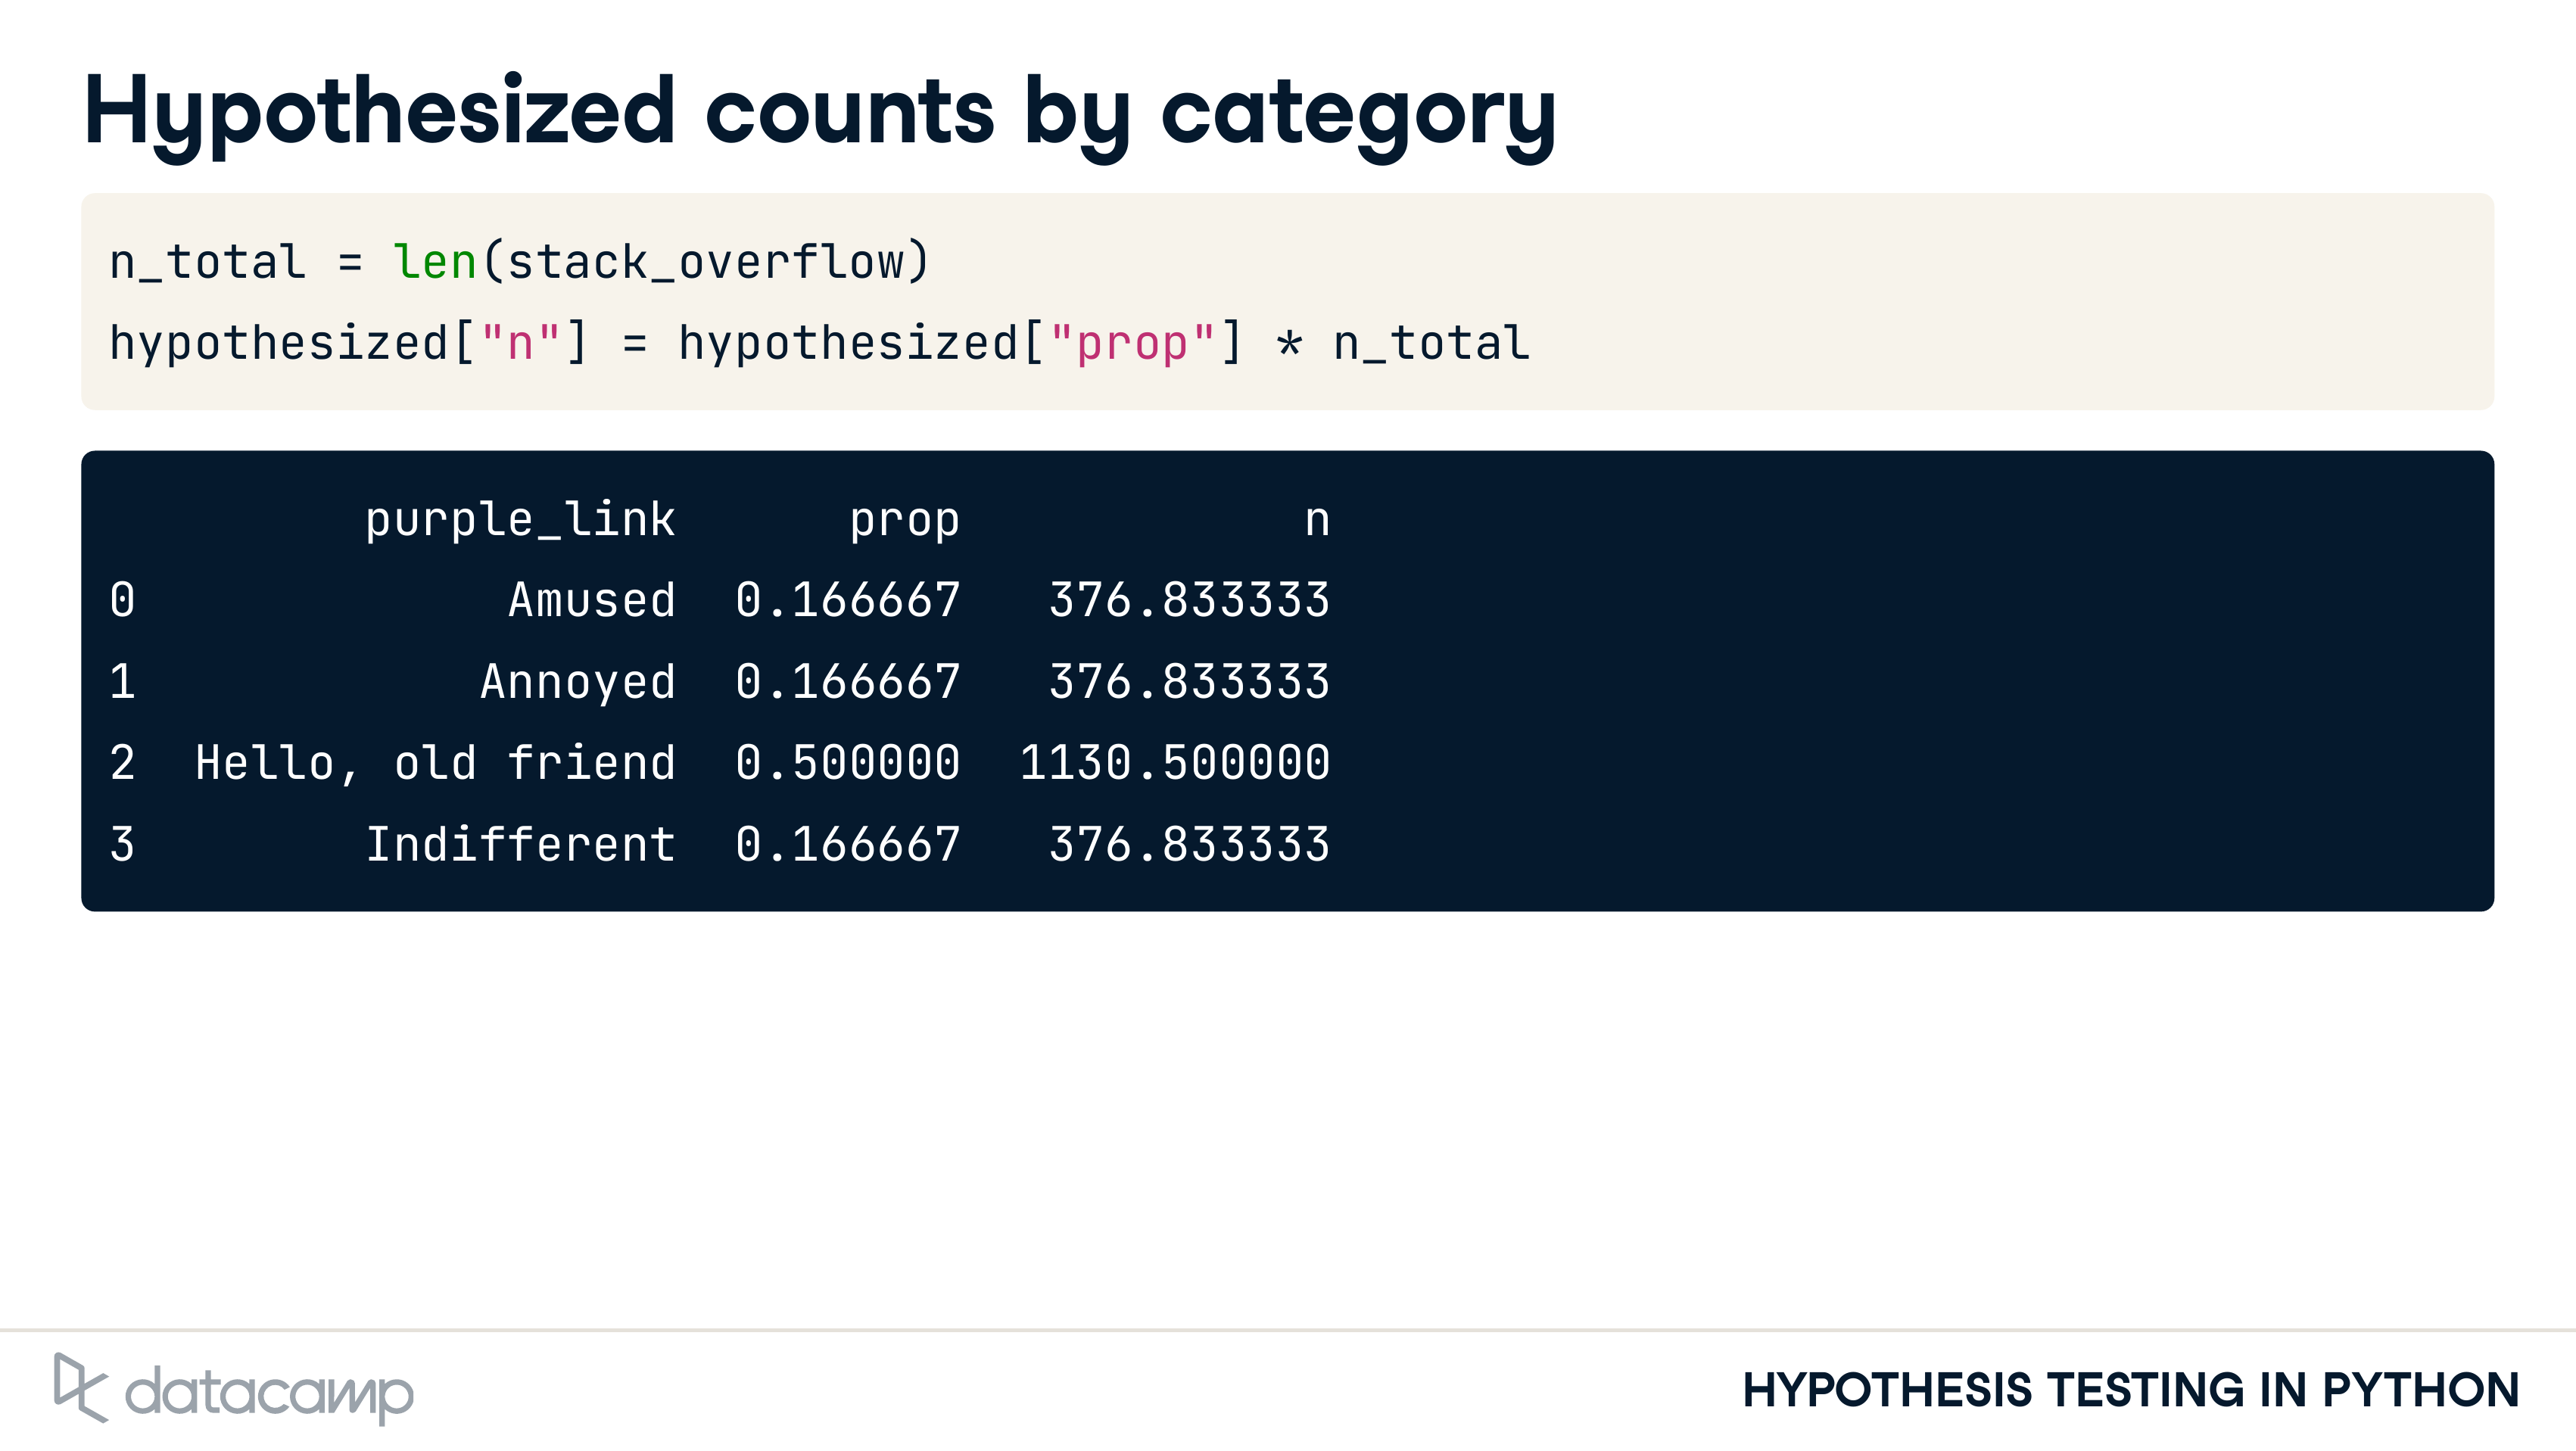 Hypothesized counts by category
n_total = len(stack_overflow)
hypothesized["n"] = hypothesized["prop"] * n_total
purple_link prop n
0 Amused 0.166667 376.833333
1 Annoyed 0.166667 376.833333
2 Hello, old friend 0.500000 1130.500000
3 Indifferent 0.166667 376.833333
datacamp
HYPOTHESIS TESTING IN PYTHON